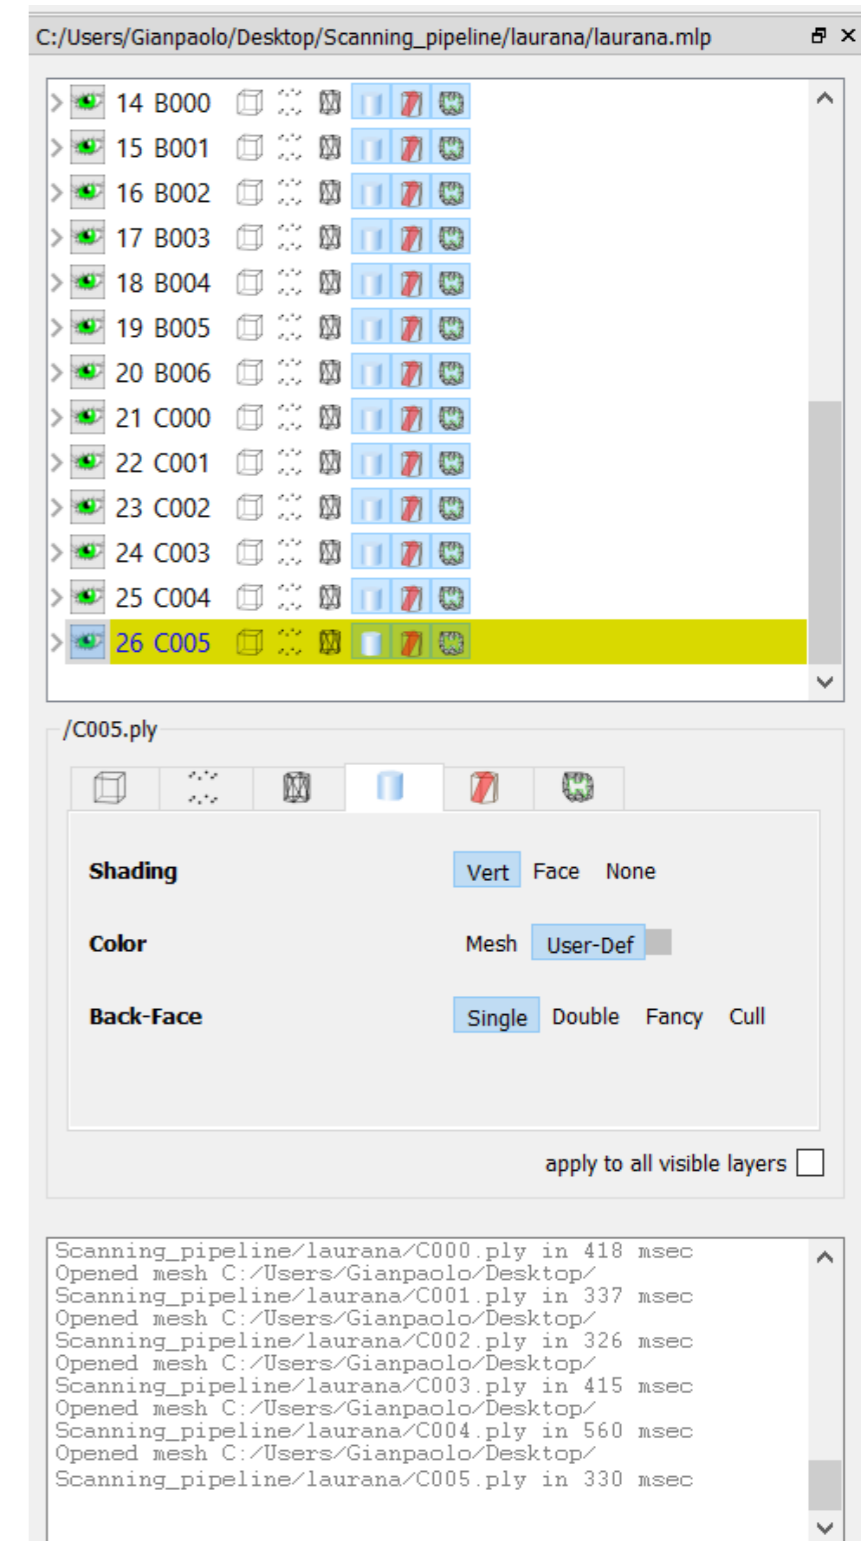 C:/Users/Gianpaolo/Desktop/Scanning_pipeline/laurana/laurana.mlp
14 B000
15 B001
16 B002
17 B003
18 B004
19 B005
20 B006
21 C000
22 C001
23 C002
24 C003
25 C004
26 C005
/C005.ply
Shading Vert Face None
Color Mesh User-Def
Back-Face Single Double Fancy Cull
apply to all visible layers
Scanning_pipeline/laurana/C000.ply in 418 msec
Opened mesh C:/Users/Gianpaolo/Desktop/
Scanning_pipeline/laurana/C001.ply in 337 msec
Opened mesh C:/Users/Gianpaolo/Desktop/
Scanning_pipeline/laurana/C002.ply in 326 msec
Opened mesh C:/Users/Gianpaolo/Desktop/
Scanning_pipeline/laurana/C003.ply in 415 msec
Opened mesh C:/Users/Gianpaolo/Desktop/
Scanning_pipeline/laurana/C004.ply in 560 msec
Opened mesh C:/Users/Gianpaolo/Desktop/
Scanning_pipeline/laurana/C005.ply in 330 msec